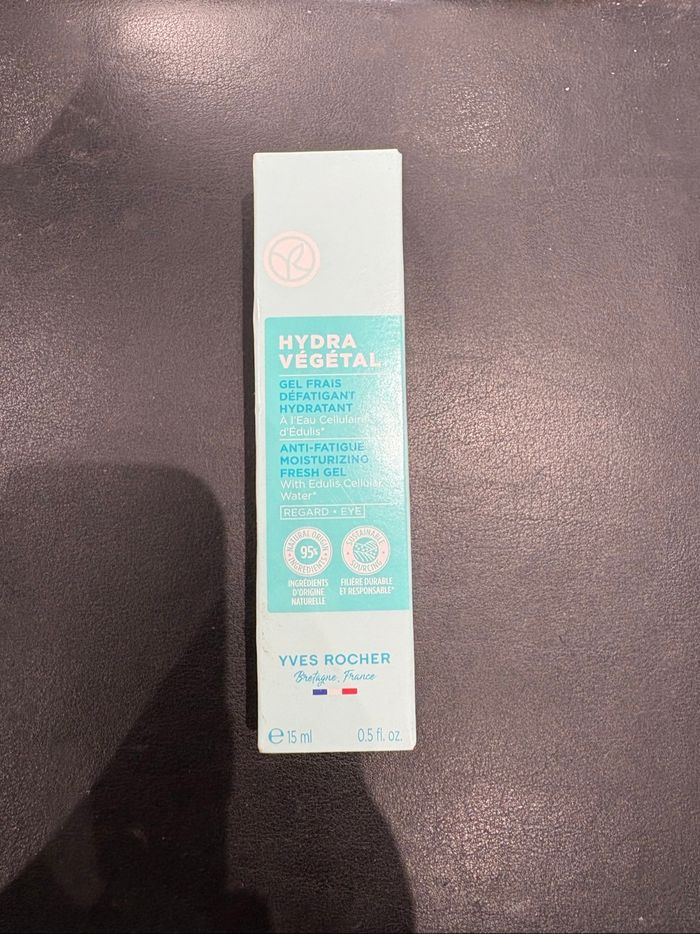 HYDRA
VÉGÉTAL
GEL FRAIS
DÉFATIGANT
HYDRATANT
À l'Eau Cellulaire
d'Edulis*
ANTI-FATIGUE
MOISTURIZING
FRESH GEL
With Edulis Cellular
Water*
REGARD • EYE
NATURAL ORIGIN
95%
INGREDIENTS
SUSTAINABLE
SOURCING
INGRÉDIENTS
D'ORIGINE
NATURELLE
FILIÈRE DURABLE
ET RESPONSABLE*
YVES ROCHER
Bretagne, France
℮ 15 ml
0.5 fl. oz.